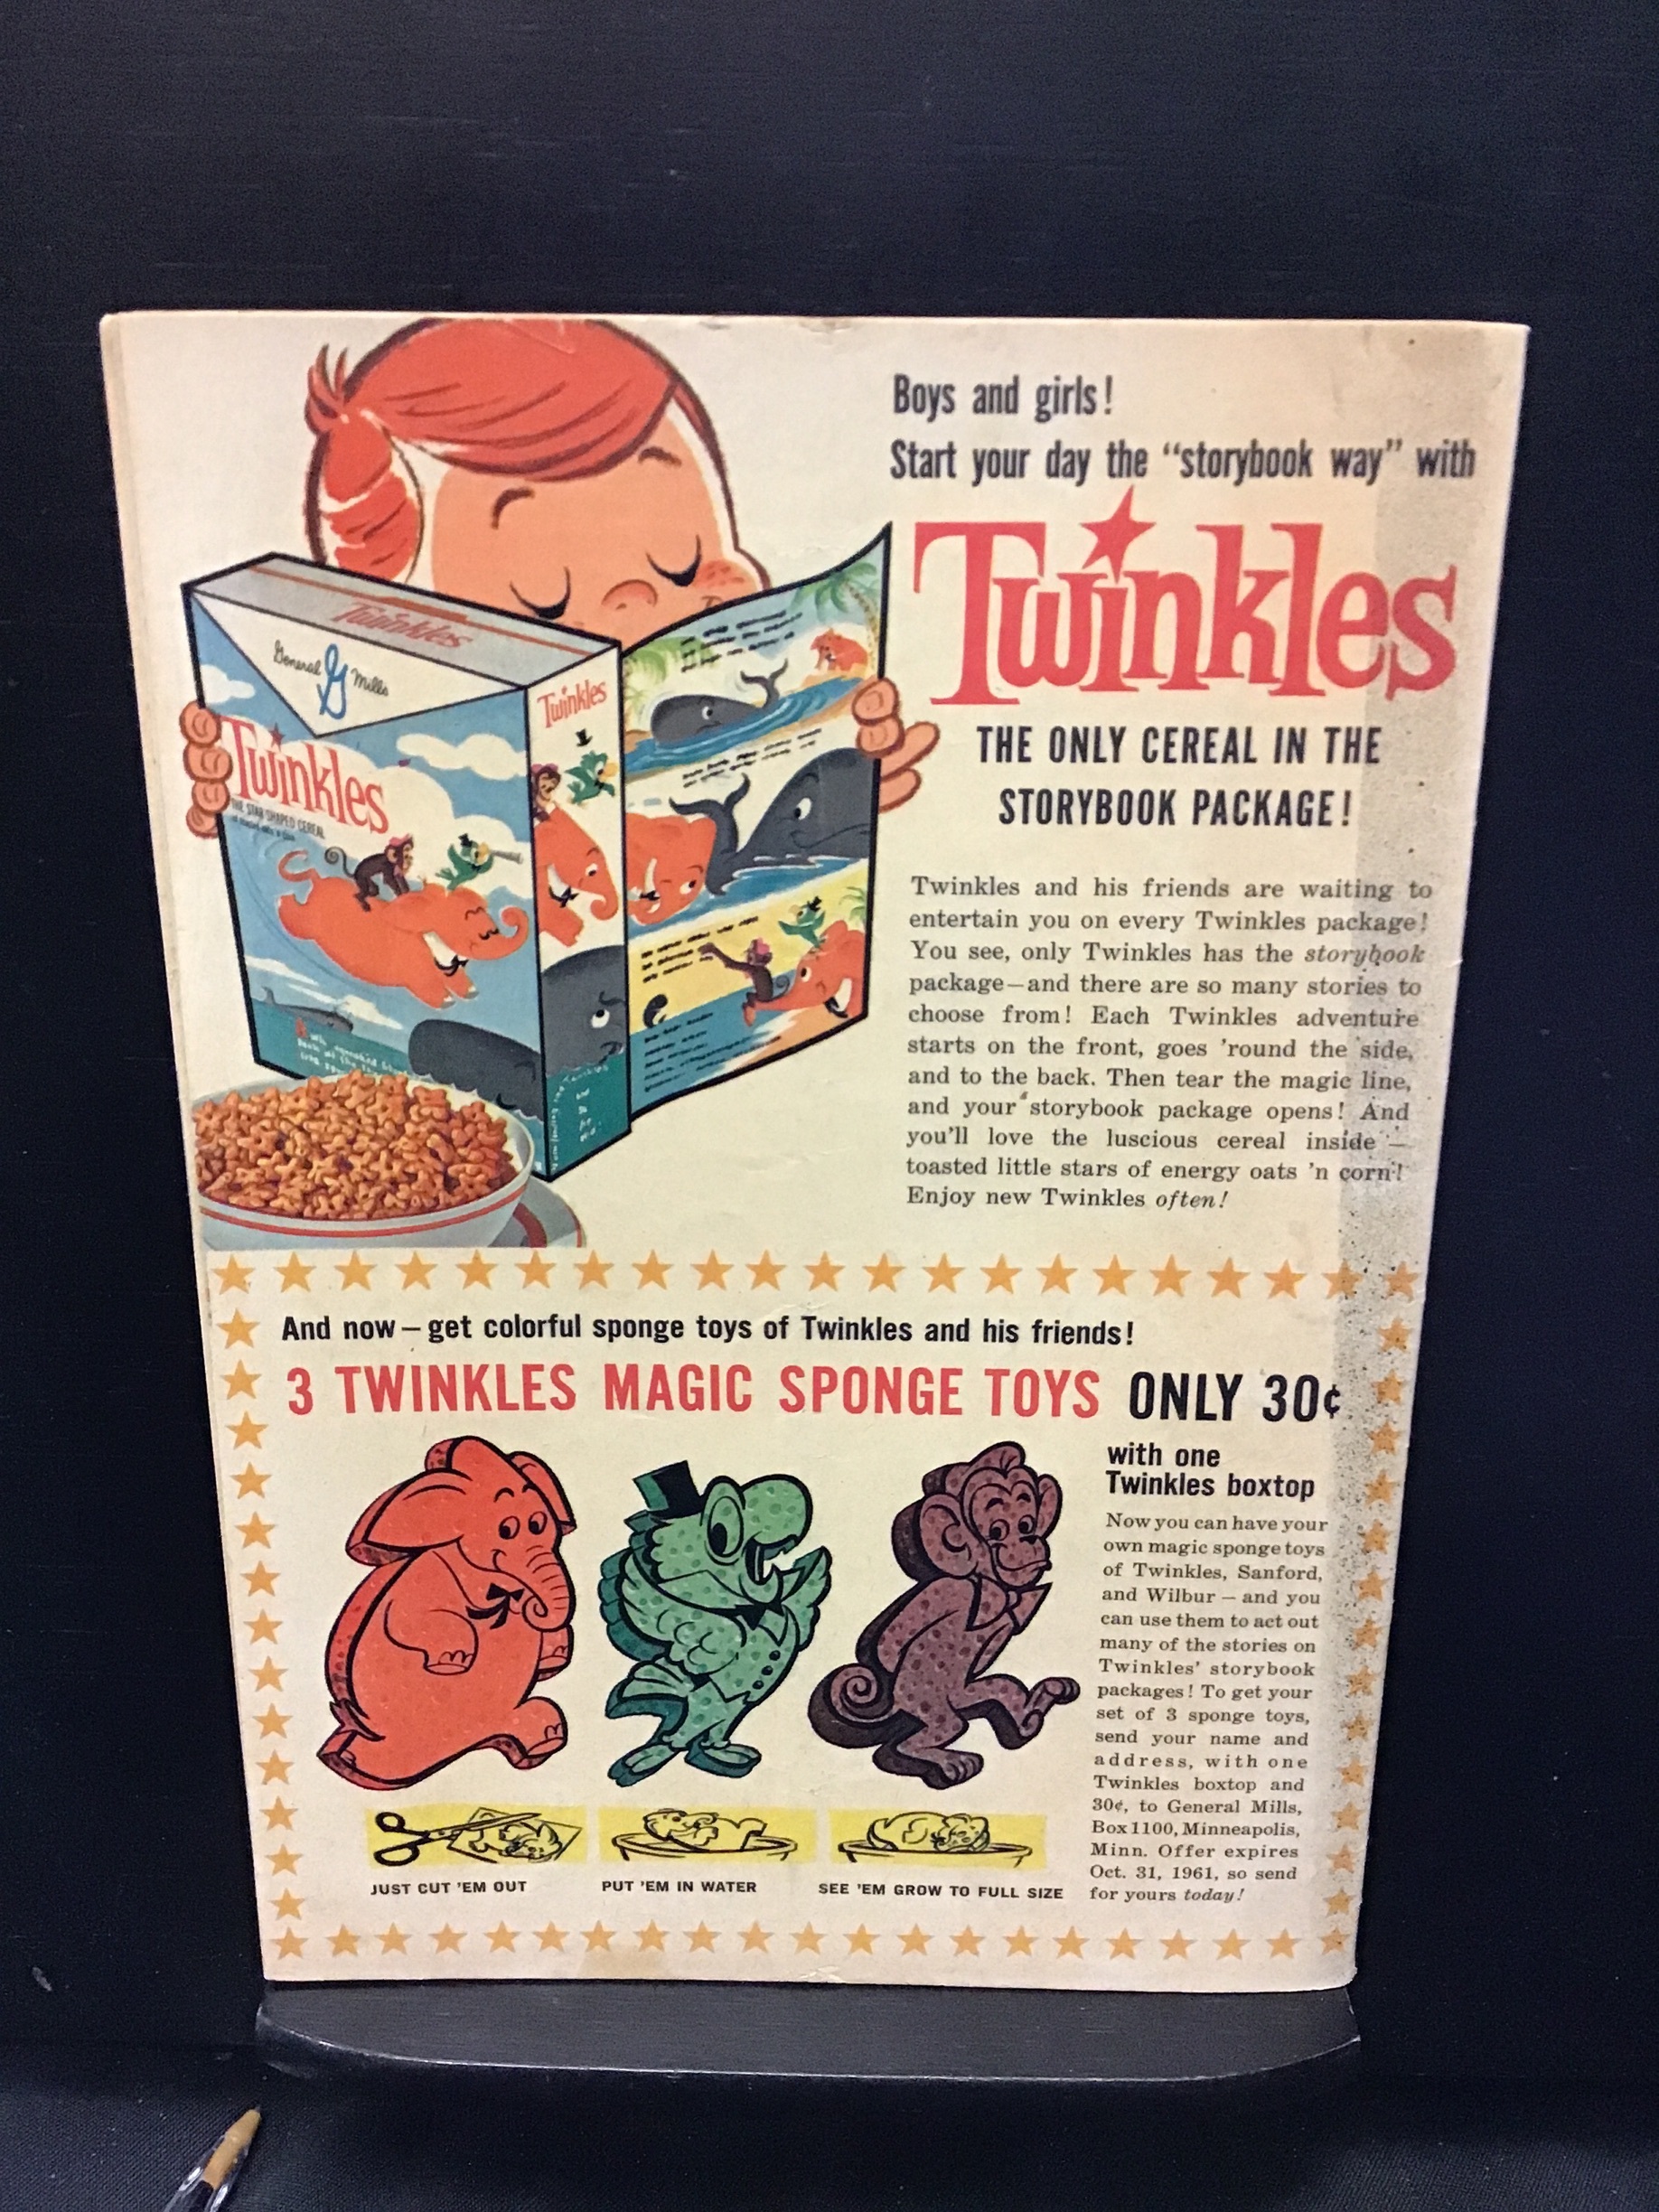 Boys and girls!
Start your day the “storybook way” with
Twinkles
THE ONLY CEREAL IN THE
STORYBOOK PACKAGE!
Twinkles and his friends are waiting to
entertain you on every Twinkles package!
You see, only Twinkles has the storybook
package—and there are so many stories to
choose from! Each Twinkles adventure
starts on the front, goes ’round the side,
and to the back. Then tear the magic line,
and your storybook package opens! And
you’ll love the luscious cereal inside—
toasted little stars of energy oats ’n corn!
Enjoy new Twinkles often!
Twinkles
General G Mills
Twinkles
THE STAR SHAPED CEREAL
Twinkles
And now—get colorful sponge toys of Twinkles and his friends!
3 TWINKLES MAGIC SPONGE TOYS ONLY 30¢
with one
Twinkles boxtop
Now you can have your
own magic sponge toys
of Twinkles, Sanford,
and Wilbur—and you
can use them to act out
many of the stories on
Twinkles’ storybook
packages! To get your
set of 3 sponge toys,
send your name and
address, with one
Twinkles boxtop and
30¢, to General Mills,
Box 1100, Minneapolis,
Minn. Offer expires
Oct. 31, 1961, so send
for yours today!
JUST CUT ’EM OUT
PUT ’EM IN WATER
SEE ’EM GROW TO FULL SIZE